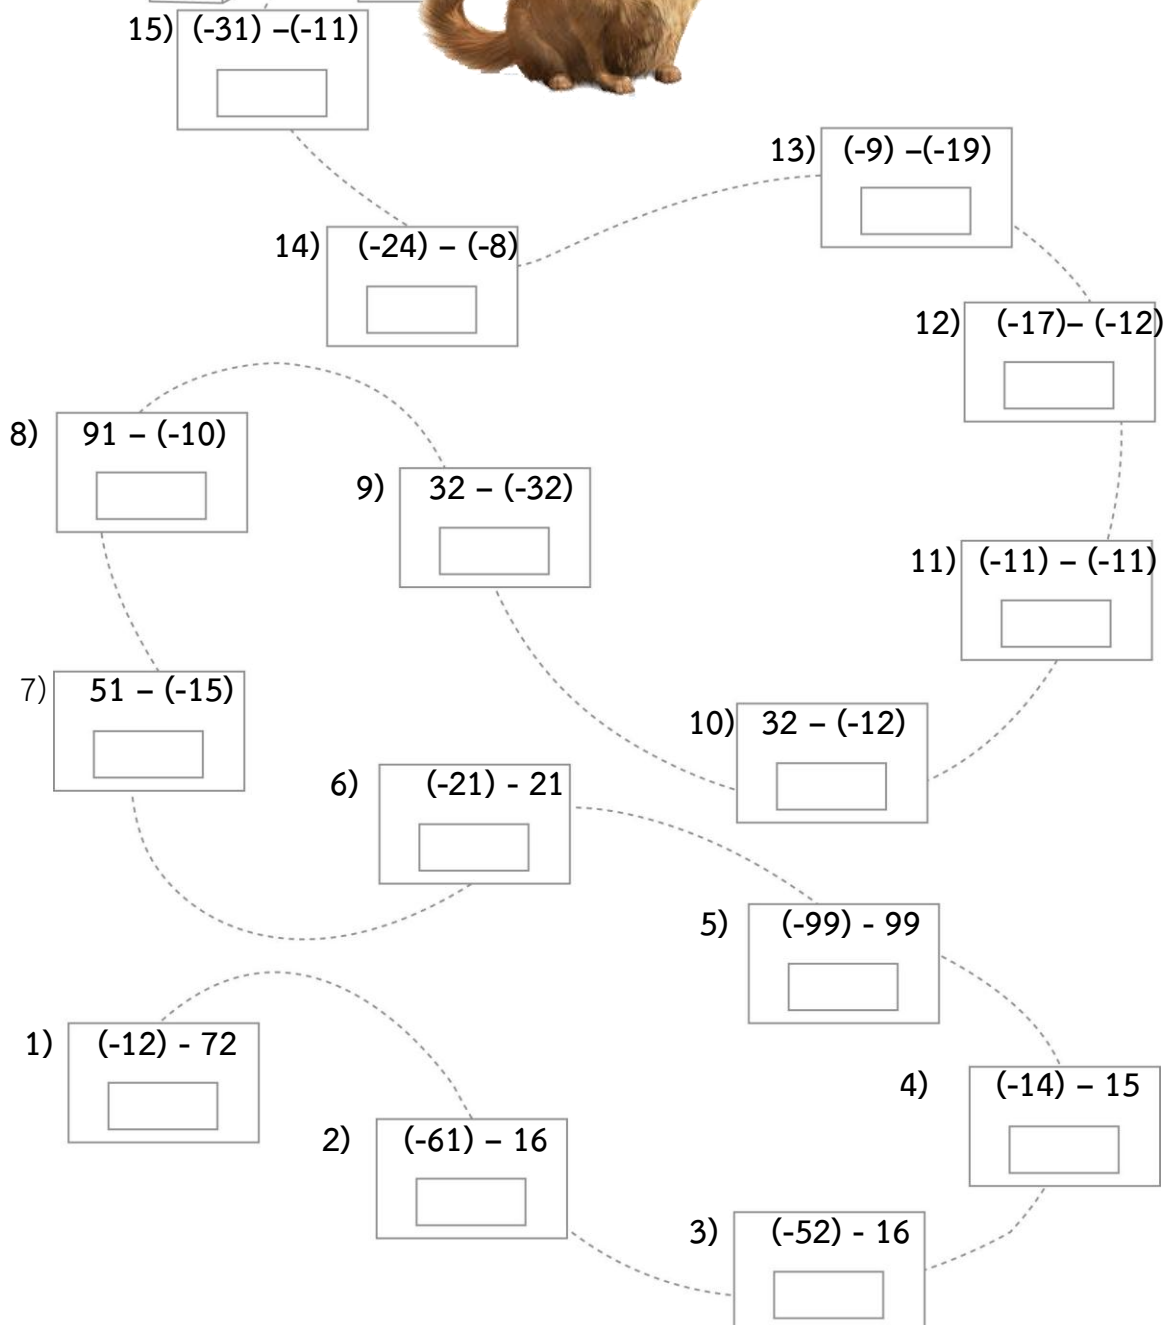 15) (-31) –(-11)
13) (-9) –(-19)
14) (-24) – (-8)
12) (-17)– (-12)
8) 91 – (-10)
9) 32 – (-32)
11) (-11) – (-11)
7) 51 – (-15)
10) 32 – (-12)
6) (-21) - 21
5) (-99) - 99
1) (-12) - 72
4) (-14) – 15
2) (-61) – 16
3) (-52) - 16